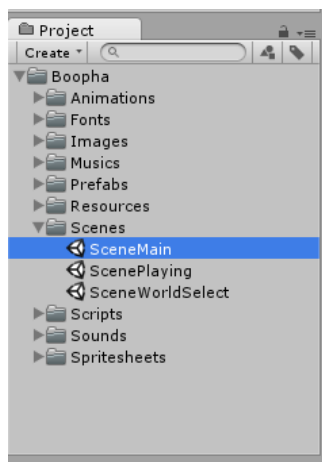 Project
Create
Boopha
Animations
Fonts
Images
Musics
Prefabs
Resources
Scenes
SceneMain
ScenePlaying
SceneWorldSelect
Scripts
Sounds
Spritesheets